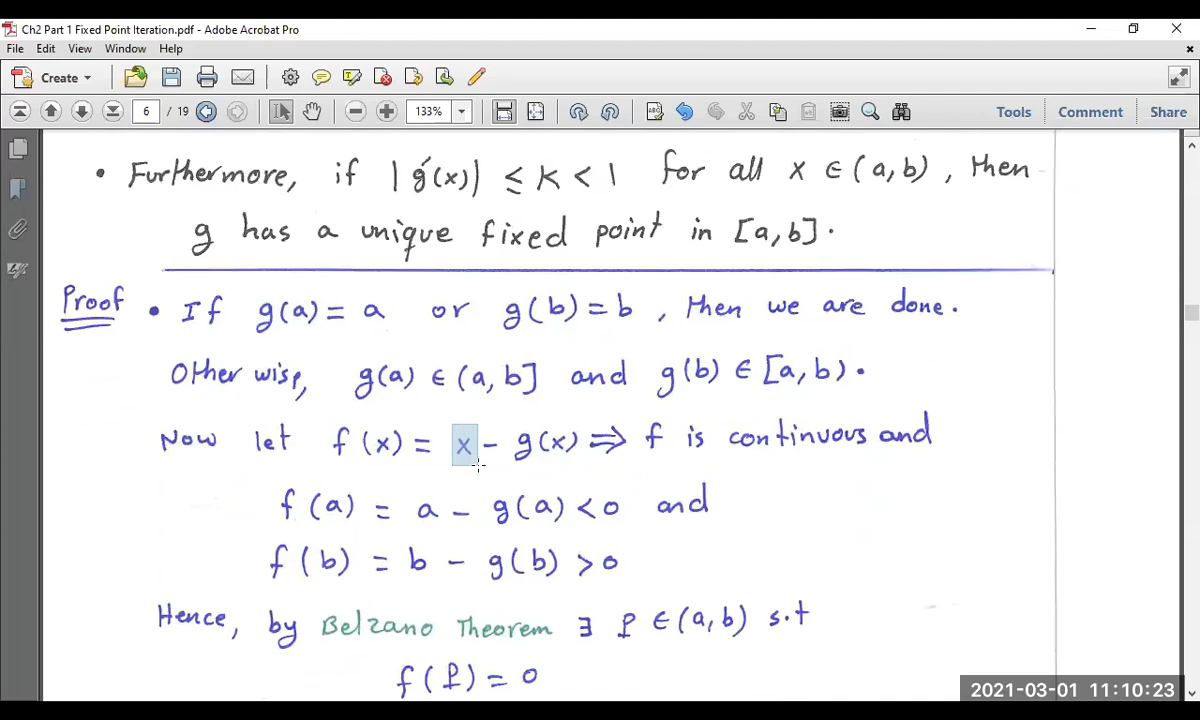 Ch2 Part 1 Fixed Point Iteration.pdf - Adobe Acrobat Pro
File Edit View Window Help
Create
6 / 19 133% Tools Comment Share
• Furthermore, if |g'(x)| ≤ K < 1 for all x ∈ (a,b), then
g has a unique fixed point in [a,b].
Proof • If g(a) = a or g(b) = b, then we are done.
Other wise, g(a) ∈ (a,b] and g(b) ∈ [a,b).
Now let f(x) = x - g(x) ⇒ f is continuous and
f(a) = a - g(a) < 0 and
f(b) = b - g(b) > 0
Hence, by Belzano Theorem ∃ P ∈ (a,b) s.t
f(P) = 0
2021-03-01 11:10:23